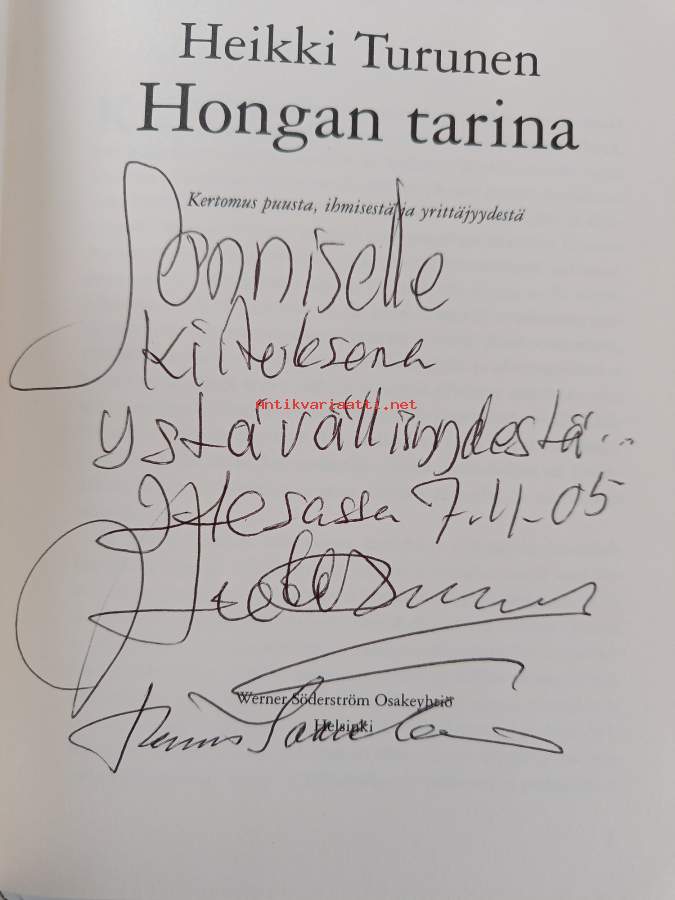 Heikki Turunen
Hongan tarina
Kertomus puusta, ihmisestä ja yrittäjyydestä
Jonniselle
Kiitoksena
Antikvariaatti.net
ystävällisyydestä...
Hesassa 7.11-05
Werner Söderström Osakeyhtiö
Helsinki